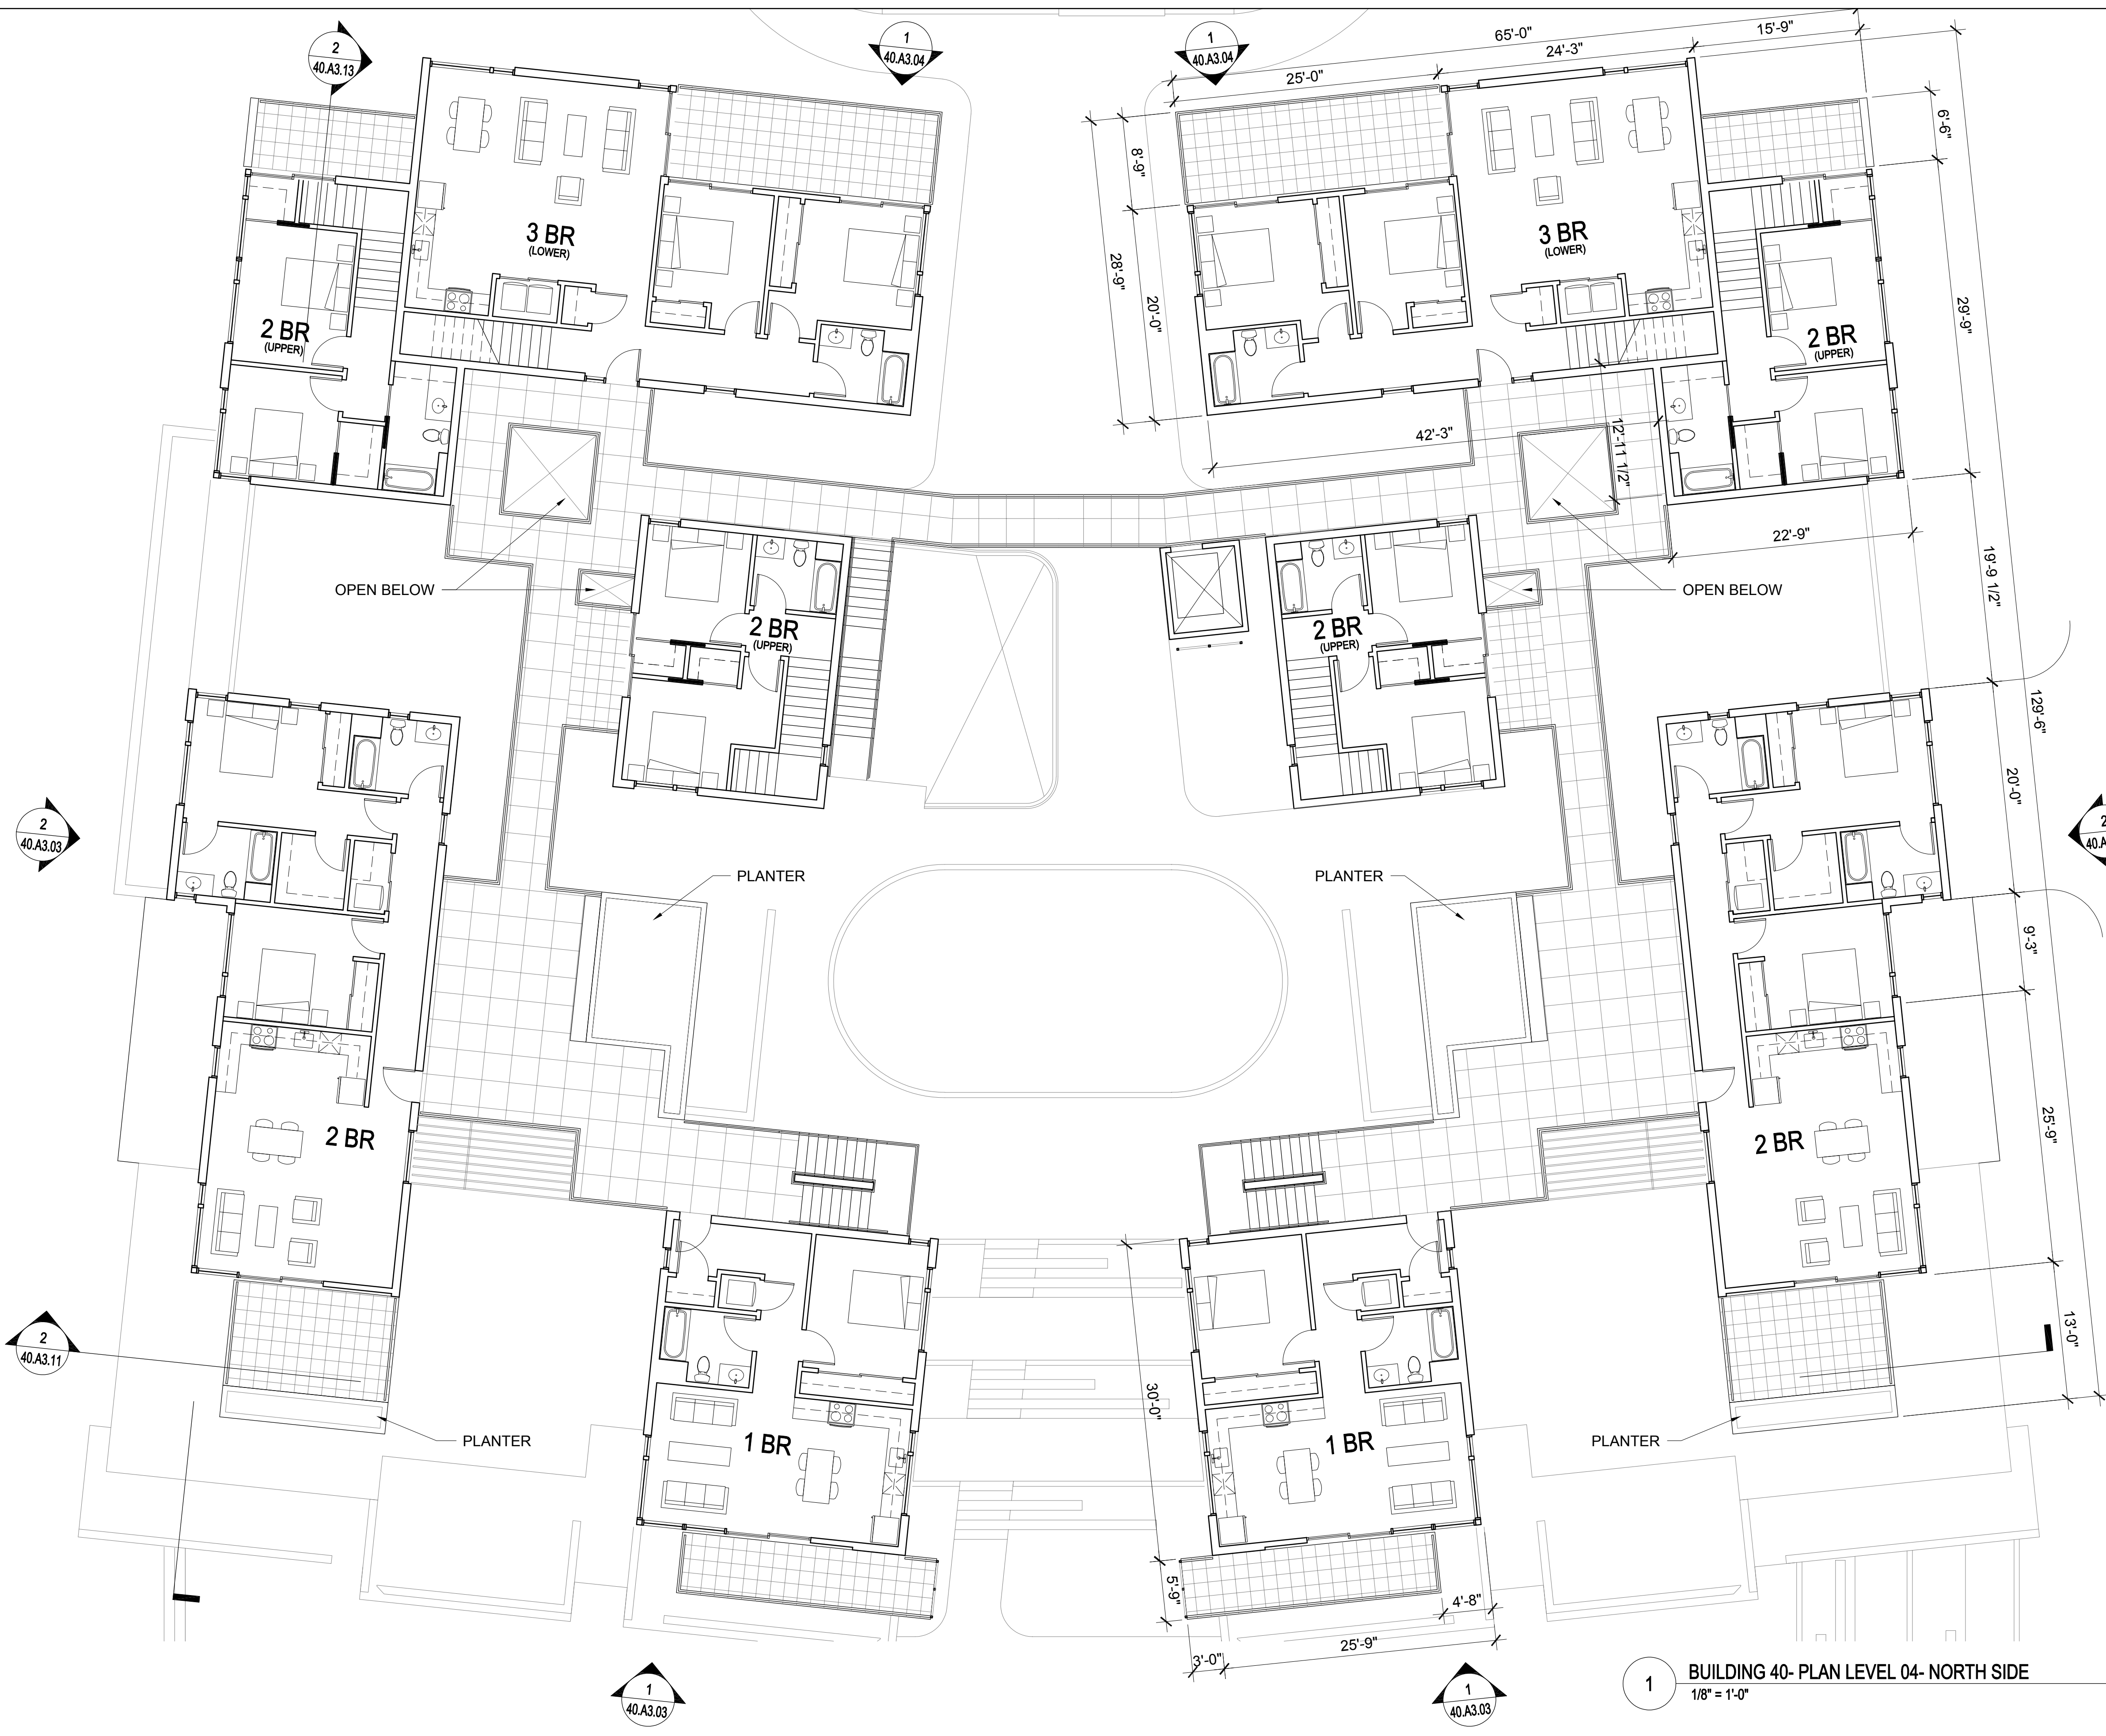 2
40.A3.13
1
40.A3.04
1
40.A3.04
65'-0"
15'-9"
24'-3"
25'-0"
6'-6"
8'-9"
28'-9"
20'-0"
29'-9"
3 BR
(LOWER)
3 BR
(LOWER)
2 BR
(UPPER)
2 BR
(UPPER)
42'-3"
12'-11 1/2"
22'-9"
19'-9 1/2"
OPEN BELOW
OPEN BELOW
2 BR
(UPPER)
2 BR
(UPPER)
129'-6"
20'-0"
2
40.A3.03
2
40.A
PLANTER
PLANTER
9'-3"
25'-9"
2 BR
2 BR
13'-0"
2
40.A3.11
30'-0"
PLANTER
1 BR
1 BR
PLANTER
5'-9"
4'-8"
25'-9"
3'-0"
1
40.A3.03
1
40.A3.03
1
BUILDING 40- PLAN LEVEL 04- NORTH SIDE
1/8" = 1'-0"